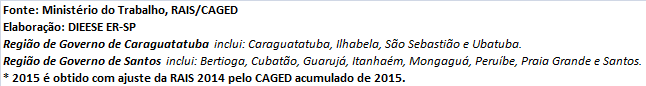 Fonte: Ministério do Trabalho, RAIS/CAGED
Elaboração: DIEESE ER-SP
Região de Governo de Caraguatatuba inclui: Caraguatatuba, Ilhabela, São Sebastião e Ubatuba.
Região de Governo de Santos inclui: Bertioga, Cubatão, Guarujá, Itanhaém, Mongaguá, Peruíbe, Praia Grande e Santos.
* 2015 é obtido com ajuste da RAIS 2014 pelo CAGED acumulado de 2015.